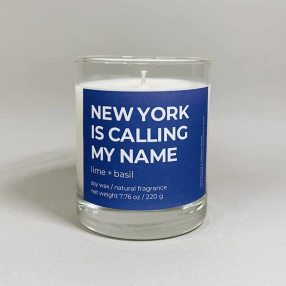 NEW YORK
IS CALLING
MY NAME
lime + basil
soy wax / natural fragrance
net weight 7.76 oz / 220 g